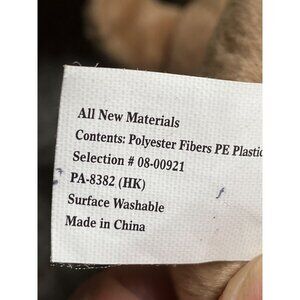 All New Materials
Contents: Polyester Fibers PE Plastic
Selection # 08-00921
PA-8382 (HK)
Surface Washable
Made in China